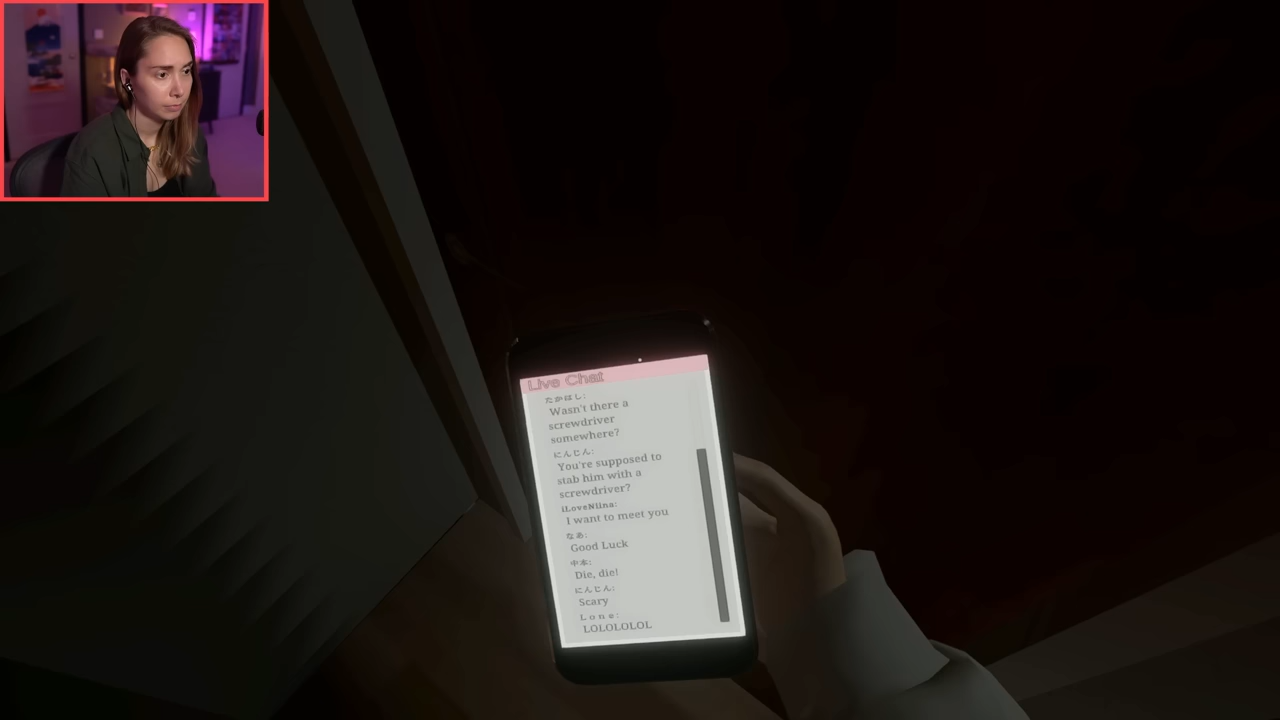 Live Chat
たかはし:
Wasn't there a
screwdriver
somewhere?
にんじん:
You're supposed to
stab him with a
screwdriver?
iLoveNiina:
I want to meet you
なあ:
Good Luck
中本:
Die, die!
にんじん:
Scary
Lone:
LOLOLOLOL